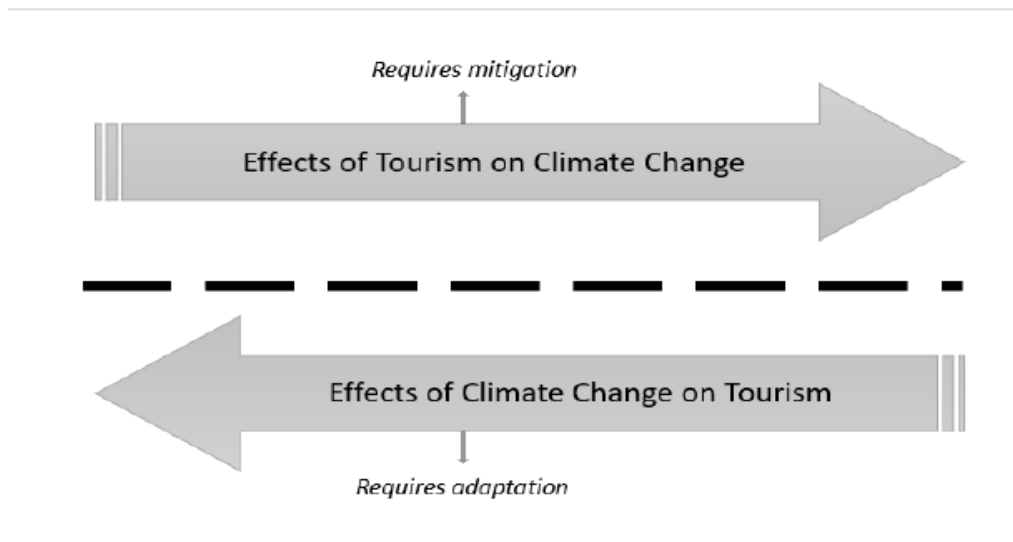 Requires mitigation
Effects of Tourism on Climate Change
Effects of Climate Change on Tourism
Requires adaptation